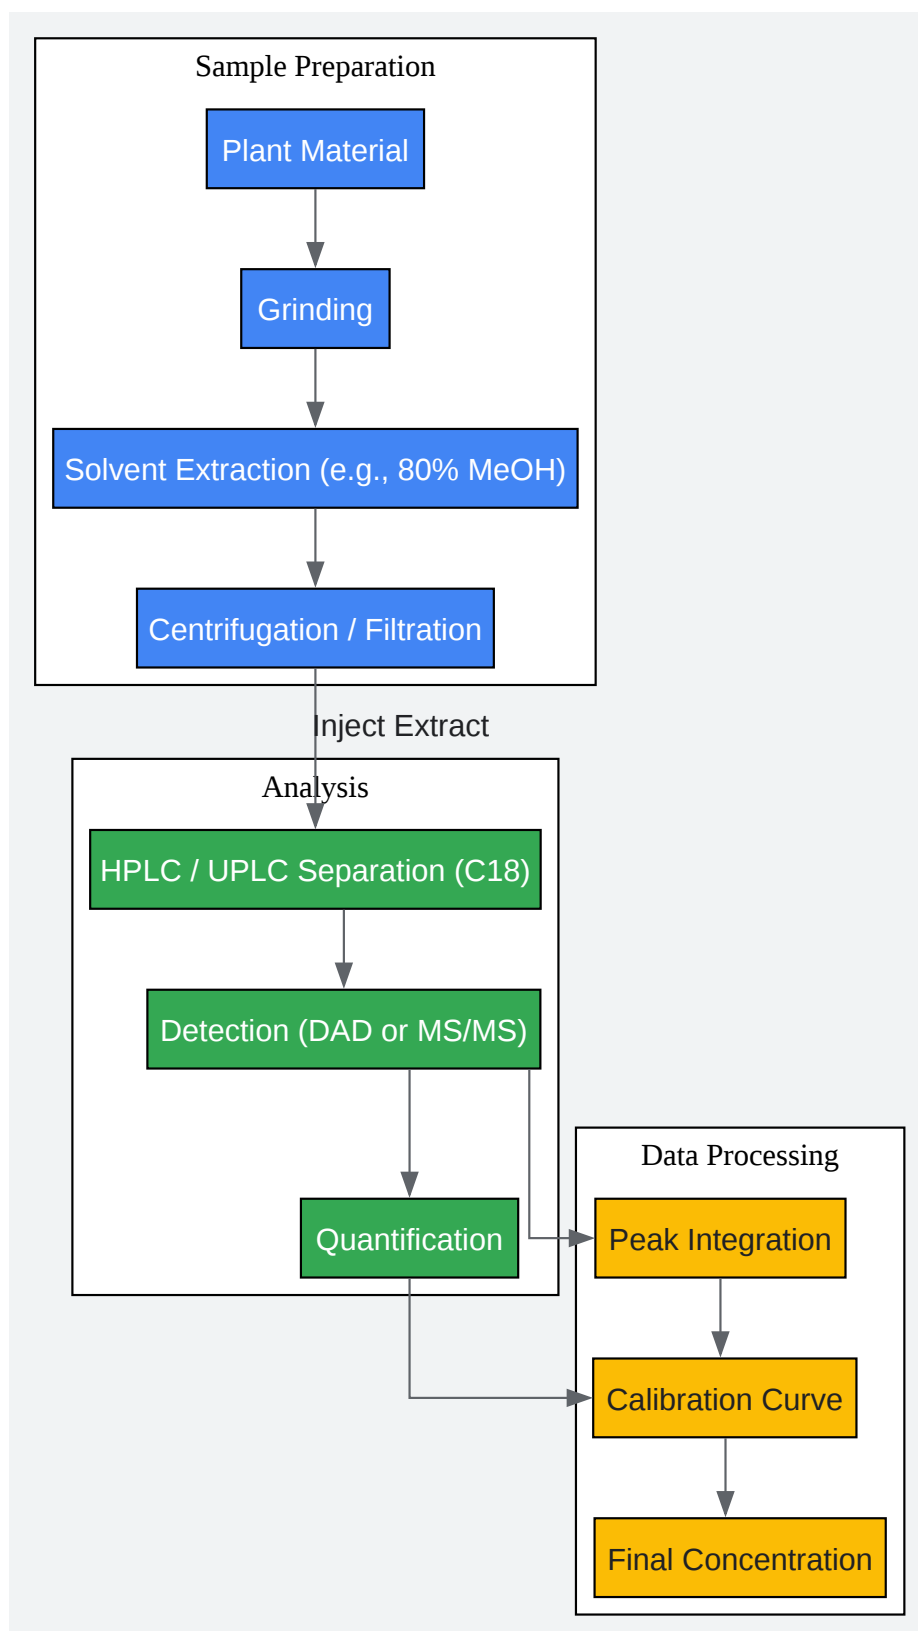 Sample Preparation
Plant Material
Grinding
Solvent Extraction (e.g., 80% MeOH)
Centrifugation / Filtration
Inject Extract
Analysis
HPLC / UPLC Separation (C18)
Detection (DAD or MS/MS)
Quantification
Data Processing
Peak Integration
Calibration Curve
Final Concentration